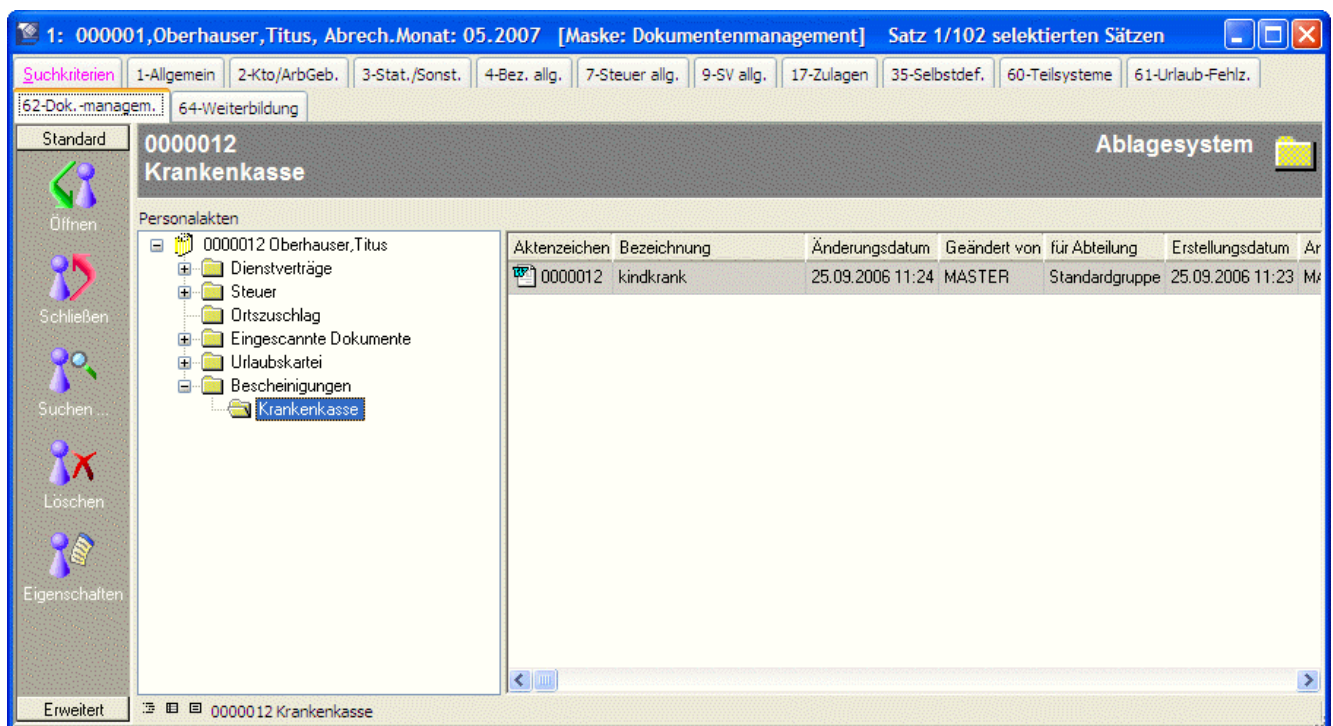 1: 000001,Oberhauser,Titus, Abrech.Monat: 05.2007 [Maske: Dokumentenmanagement] Satz 1/102 selektierten Sätzen
Suchkriterien 1-Allgemein 2-Kto/ArbGeb. 3-Stat./Sonst. 4-Bez. allg. 7-Steuer allg. 9-SV allg. 17-Zulagen 35-Selbstdef. 60-Teilsysteme 61-Urlaub-Fehlz.
62-Dok.-managem. 64-Weiterbildung
Standard
Öffnen
Schließen
Suchen ...
Löschen
Eigenschaften
Erweitert
0000012 Ablagesystem
Krankenkasse
Personalakten
0000012 Oberhauser,Titus
Dienstverträge
Steuer
Ortszuschlag
Eingescannte Dokumente
Urlaubskartei
Bescheinigungen
Krankenkasse
Aktenzeichen Bezeichnung Änderungsdatum Geändert von für Abteilung Erstellungsdatum
0000012 kindkrank 25.09.2006 11:24 MASTER Standardgruppe 25.09.2006 11:23
0000012 Krankenkasse